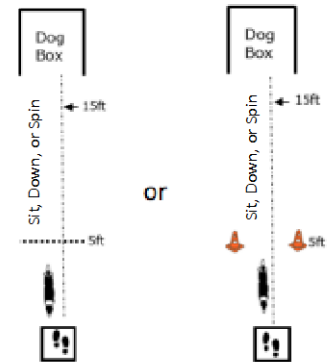 Dog
Box
15ft
Sit, Down, or Spin
5ft
or
Dog
Box
15ft
Sit, Down, or Spin
5ft